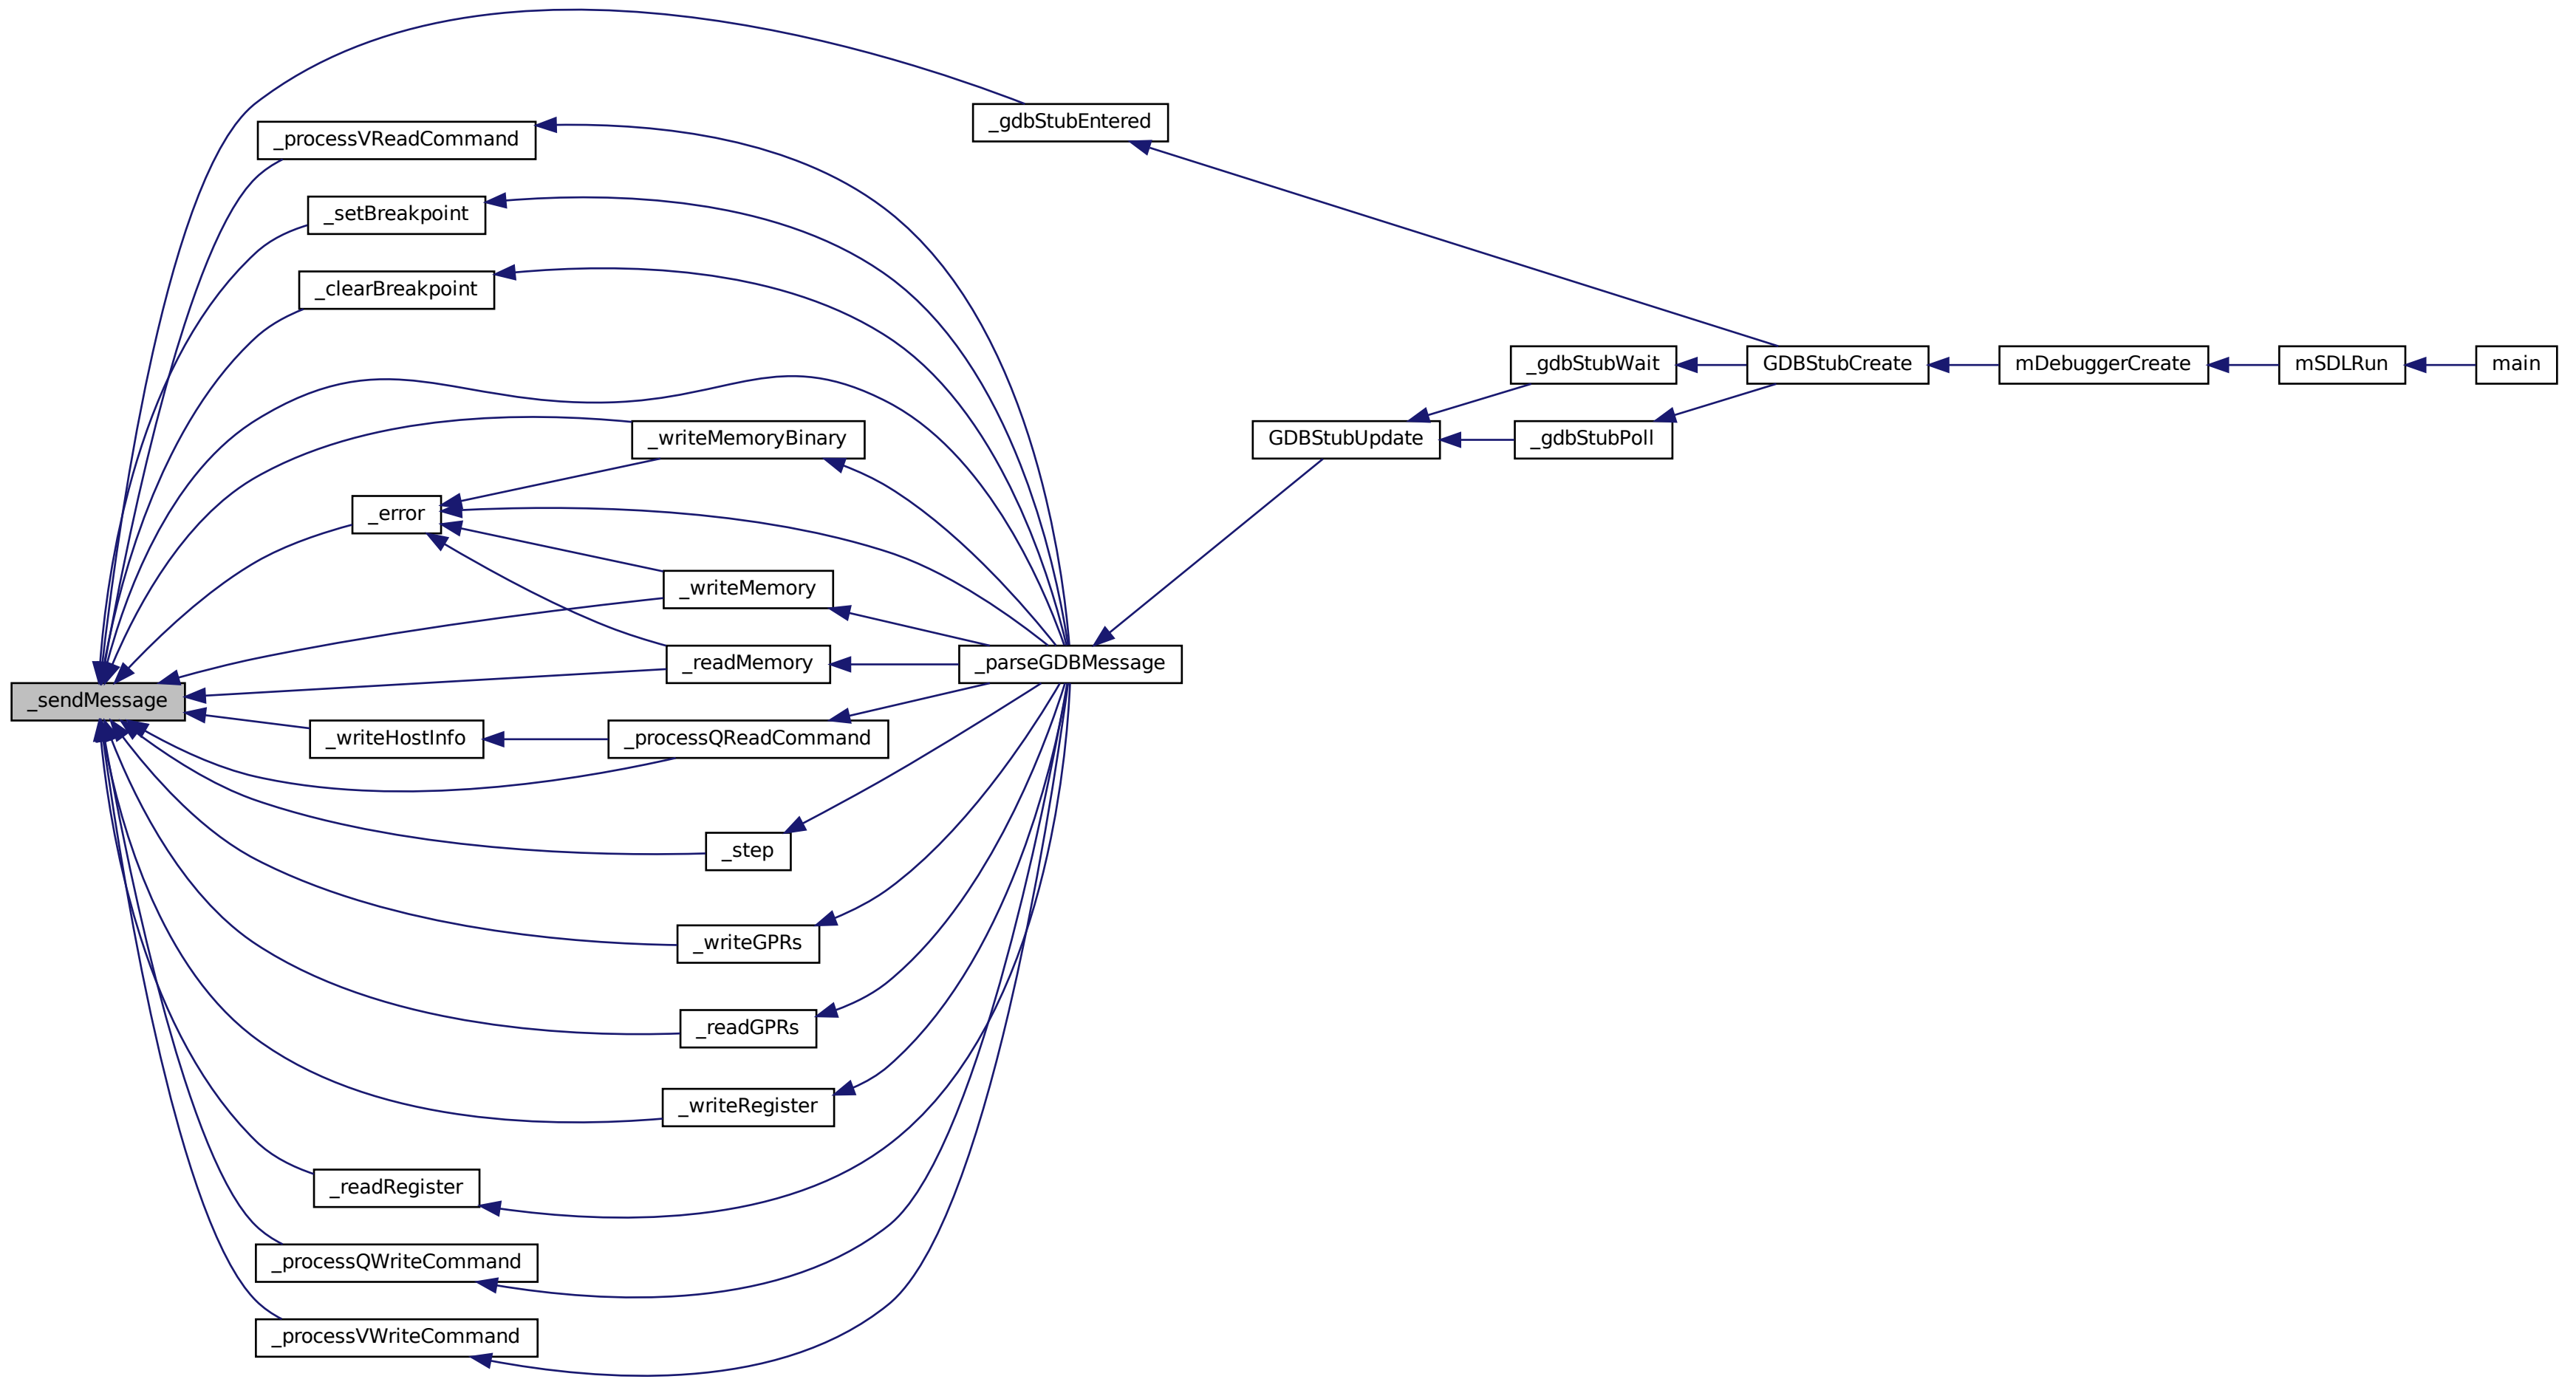 _gdbStubEntered
_processVReadCommand
_setBreakpoint
_clearBreakpoint
_gdbStubWait
GDBStubCreate
mDebuggerCreate
mSDLRun
main
_writeMemoryBinary
GDBStubUpdate
_gdbStubPoll
_error
_writeMemory
_readMemory
_parseGDBMessage
_sendMessage
_writeHostInfo
_processQReadCommand
_step
_writeGPRs
_readGPRs
_writeRegister
_readRegister
_processQWriteCommand
_processVWriteCommand